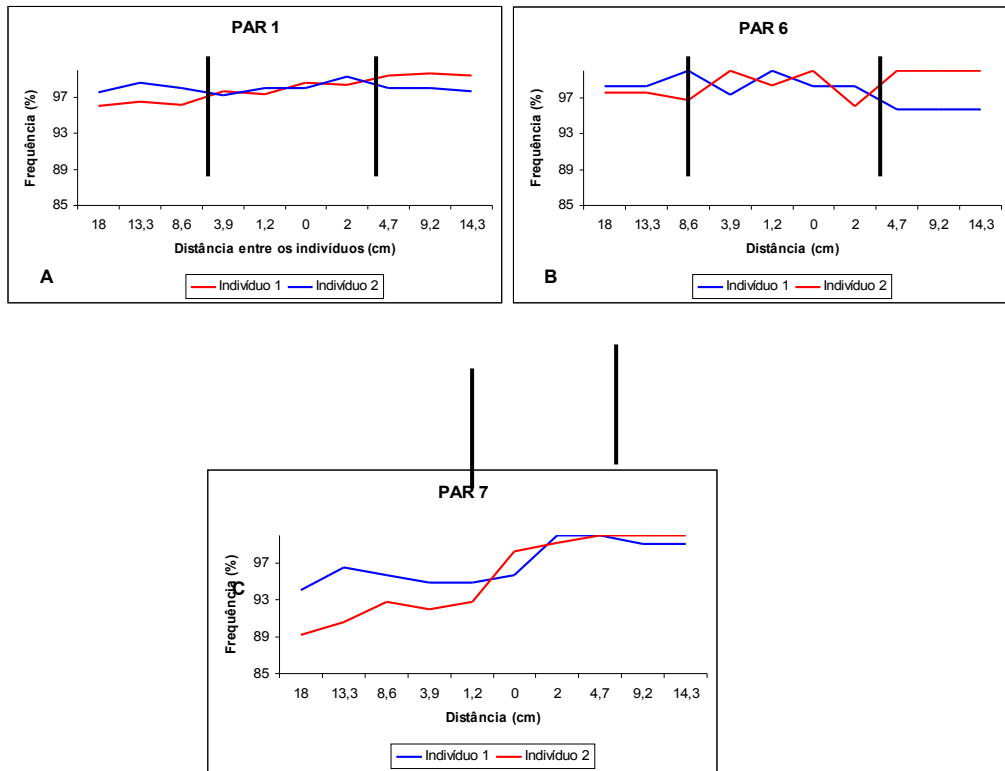 PAR 1
Frequência (%)
97
93
89
85
18 13,3 8,6 3,9 1,2 0 2 4,7 9,2 14,3
Distância entre os indivíduos (cm)
A
Indivíduo 1 Indivíduo 2
PAR 6
Frequência (%)
97
93
89
85
18 13,3 8,6 3,9 1,2 0 2 4,7 9,2 14,3
Distância (cm)
B
Indivíduo 1 Indivíduo 2
PAR 7
Frequência (%)
C
97
93
89
85
18 13,3 8,6 3,9 1,2 0 2 4,7 9,2 14,3
Distância (cm)
Indivíduo 1 Indivíduo 2